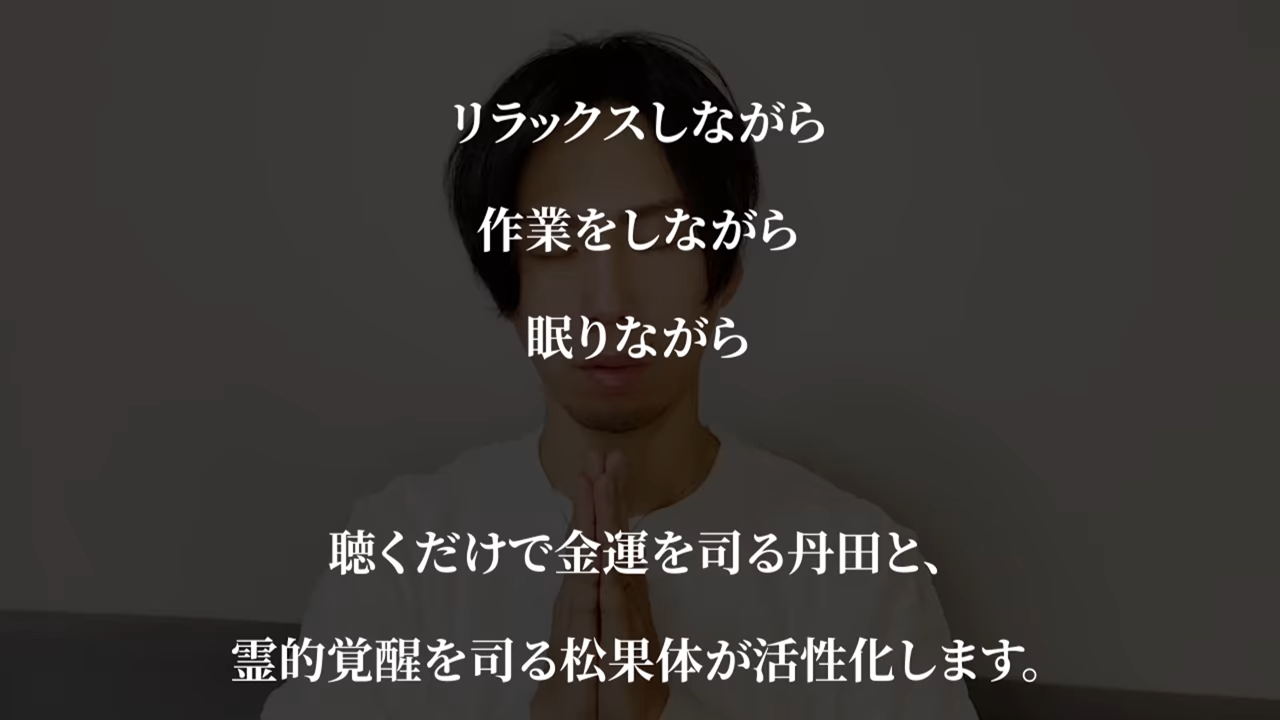 リラックスしながら
作業をしながら
眠りながら
聴くだけで金運を司る丹田と、
霊的覚醒を司る松果体が活性化します。